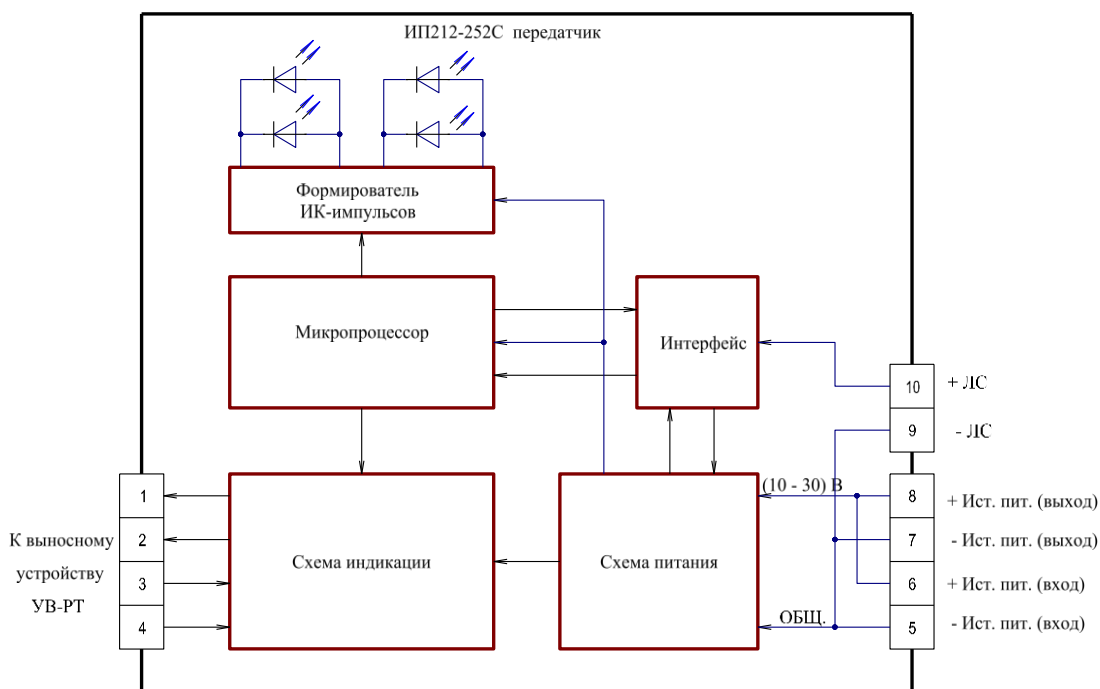 ИП212-252С передатчик
Формирователь
ИК-импульсов
Микропроцессор
Интерфейс
10
+ ЛС
9
- ЛС
(10 - 30) В
8
+ Ист. пит. (выход)
7
- Ист. пит. (выход)
6
+ Ист. пит. (вход)
5
- Ист. пит. (вход)
ОБЩ.
Схема питания
Схема индикации
1
2
3
4
К выносному
устройству
УВ-РТ